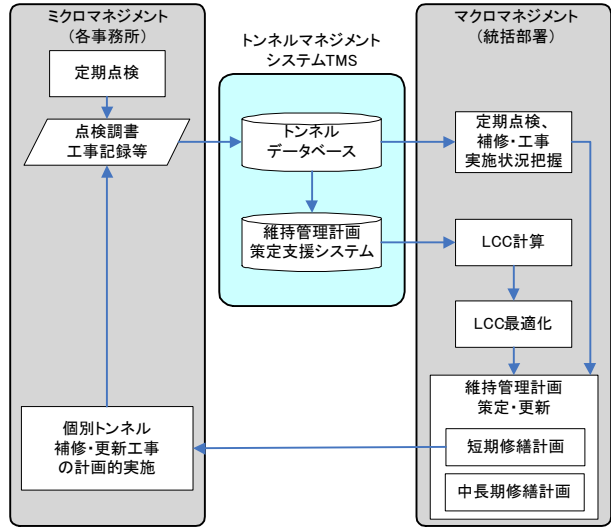 ミクロマネジメント
（各事務所）
定期点検
点検調書
工事記録等
個別トンネル
補修・更新工事
の計画的実施
トンネルマネジメント
システムTMS
トンネル
データベース
維持管理計画
策定支援システム
マクロマネジメント
（統括部署）
定期点検、
補修・工事
実施状況把握
LCC計算
LCC最適化
維持管理計画
策定・更新
短期修繕計画
中長期修繕計画